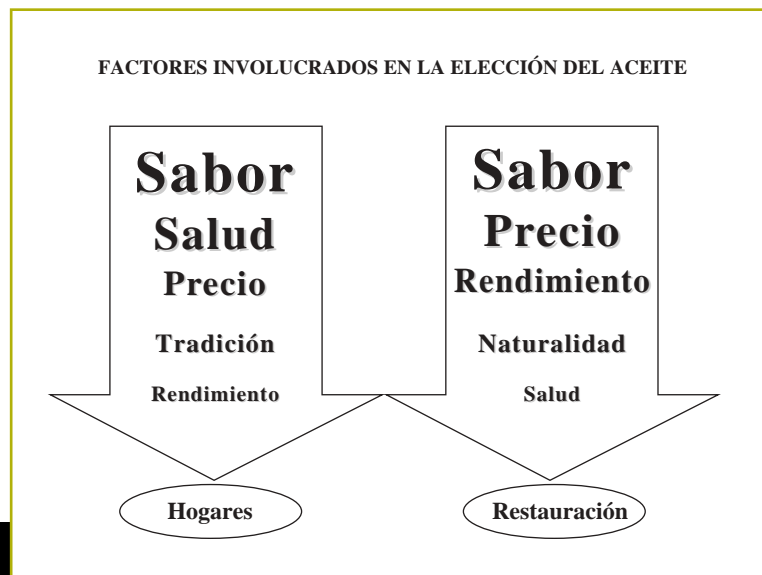 FACTORES INVOLUCRADOS EN LA ELECCIÓN DEL ACEITE
Sabor
Salud
Precio
Tradición
Rendimiento
Hogares
Sabor
Precio
Rendimiento
Naturalidad
Salud
Restauración